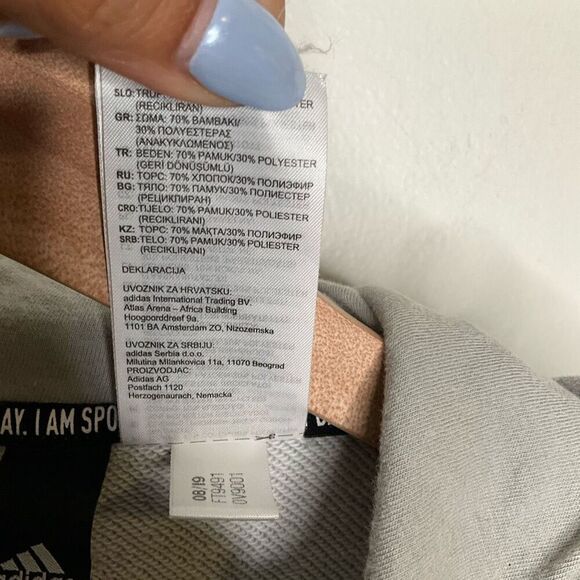 SLO: TRUP:
POLYESTER
(RECIKLIRAN)
GR: ΣΩΜΑ: 70% ΒΑΜΒΑΚΙ/
30% ΠΟΛΥΕΣΤΕΡΑΣ
(ΑΝΑΚΥΚΛΩΜΕΝΟΣ)
TR: BEDEN: 70% PAMUK/30% POLYESTER
(GERİ DÖNÜŞÜMLÜ)
RU: ТОРС: 70% ХЛОПОК/30% ПОЛИЭФИР
BG: ТЯЛО: 70% ПАМУК/30% ПОЛИЕСТЕР
(РЕЦИКЛИРАН)
CRO: TIJELO: 70% PAMUK/30% POLIESTER
(RECIKLIRANI)
KZ: ТОРС: 70% МАҚТА/30% ПОЛИЭФИР
SRB: TELO: 70% PAMUK/30% POLIESTER
(RECIKLIRANI)
DEKLARACIJA
UVOZNIK ZA HRVATSKU:
adidas International Trading BV.
Atlas Arena – Africa Building
Hoogoorddreef 9a.
1101 BA Amsterdam ZO, Nizozemska
UVOZNIK ZA SRBIJU:
adidas Serbia d.o.o.
Milutina Milankovica 11a, 11070 Beograd
PROIZVODJAC:
Adidas AG
Postfach 1120
Herzogenaurach, Nemacka
AY. I AM SPO
08/19
FT9491
0V9001
adidas